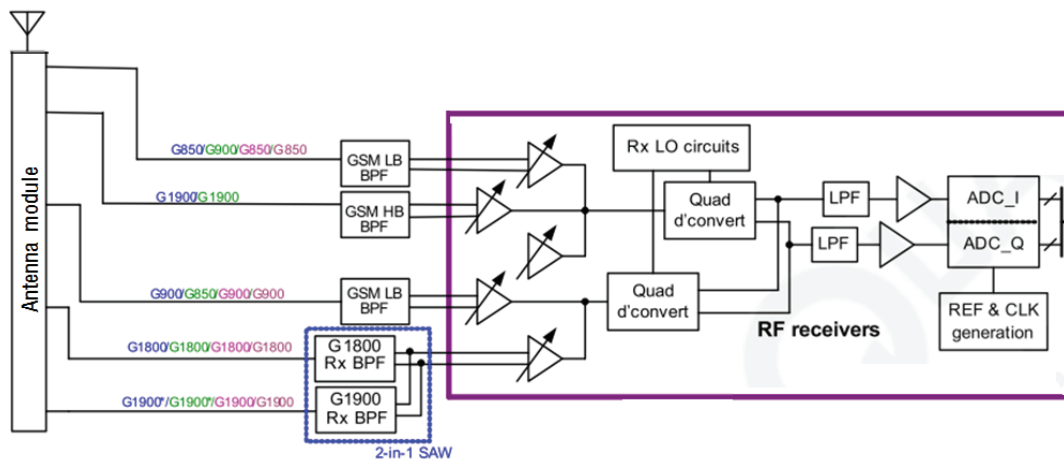 Antenna module
G850/G900/G850/G850
GSM LB
BPF
G1900/G1900
GSM HB
BPF
G900/G850/G900/G900
GSM LB
BPF
G1800/G1800/G1800/G1800
G1800
Rx BPF
G1900*/G1900*/G1900/G1900
G1900
Rx BPF
2-in-1 SAW
Rx LO circuits
Quad
d'convert
Quad
d'convert
LPF
LPF
ADC_I
ADC_Q
REF & CLK
generation
RF receivers